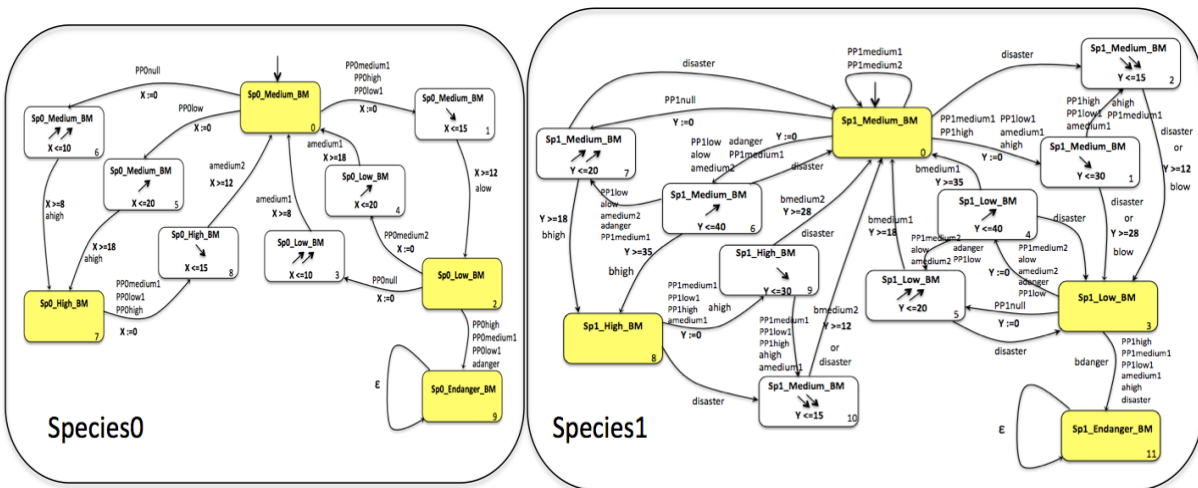 PP0null
Sp0_Medium_BM
0
PP0medium1
PP0high
PP0low1
X :=0
X :=0
Sp0_Medium_BM
X <=10
6
PP0low
X :=0
Sp0_Medium_BM
X <=15
1
Sp0_Medium_BM
X <=20
5
amedium2
X >=12
amedium1
X >=18
Sp0_Low_BM
X <=20
4
X >=12
alow
X >=8
ahigh
X >=18
ahigh
Sp0_High_BM
X <=15
8
amedium1
X >=8
Sp0_Low_BM
X <=10
3
PP0medium2
X :=0
PP0null
X :=0
Sp0_Low_BM
2
Sp0_High_BM
7
PP0medium1
PP0low1
PP0high
X :=0
PP0high
PP0medium1
PP0low1
adanger
Sp0_Endanger_BM
9
ε
Species0
PP1medium1
PP1medium2
disaster
disaster
Sp1_Medium_BM
0
Sp1_Medium_BM
Y <=15
2
PP1null
Y :=0
Sp1_Medium_BM
Y <=20
7
PP1low
alow
amedium2
adanger
PP1medium1
Y :=0
disaster
PP1medium1
PP1high
Y :=0
PP1low1
amedium1
ahigh
PP1high
PP1low1
amedium1
ahigh
PP1medium1
Sp1_Medium_BM
Y <=30
1
disaster
or
Y >=12
blow
PP1low
alow
amedium2
adanger
PP1medium1
Sp1_Medium_BM
Y <=40
6
Y >=18
bhigh
Y >=35
bhigh
bmedium2
Y >=28
disaster
bmedium1
Y >=35
bmedium1
Y >=18
Sp1_Low_BM
Y <=40
4
disaster
disaster
or
Y >=28
blow
Sp1_High_BM
Y <=30
9
PP1medium2
alow
amedium2
adanger
PP1low
Sp1_Low_BM
Y <=20
5
Y :=0
PP1medium2
alow
amedium2
adanger
PP1low
PP1null
Y :=0
disaster
Sp1_Low_BM
3
Sp1_High_BM
8
PP1medium1
PP1low1
PP1high
amedium1
ahigh
Y :=0
PP1medium1
PP1low1
PP1high
ahigh
amedium1
bmedium2
Y >=12
or
disaster
disaster
Sp1_Medium_BM
Y <=15
10
bdanger
PP1high
PP1medium1
PP1low1
amedium1
ahigh
disaster
Sp1_Endanger_BM
11
ε
Species1